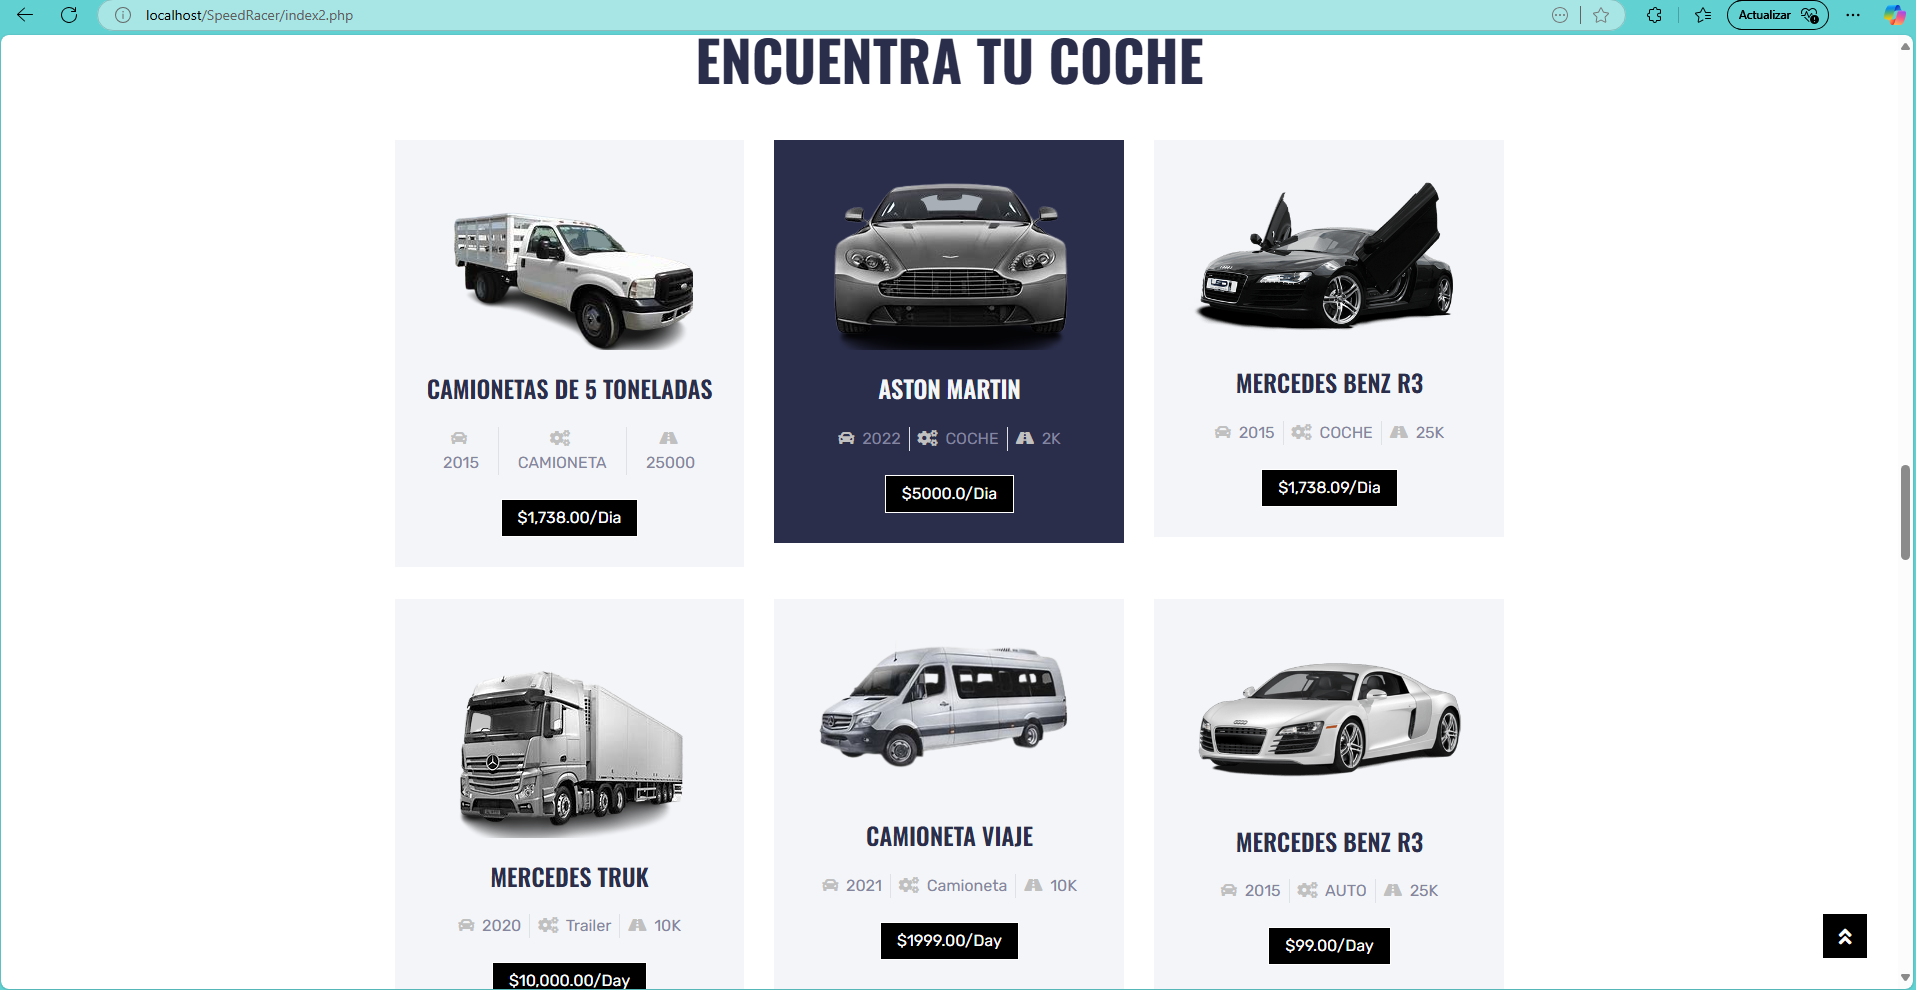 localhost/SpeedRacer/index2.php
Actualizar
ENCUENTRA TU COCHE
CAMIONETAS DE 5 TONELADAS
2015 CAMIONETA 25000
$1,738.00/Dia
ASTON MARTIN
2022 COCHE 2K
$5000.0/Dia
MERCEDES BENZ R3
2015 COCHE 25K
$1,738.09/Dia
MERCEDES TRUK
2020 Trailer 10K
$10,000.00/Day
CAMIONETA VIAJE
2021 Camioneta 10K
$1999.00/Day
MERCEDES BENZ R3
2015 AUTO 25K
$99.00/Day